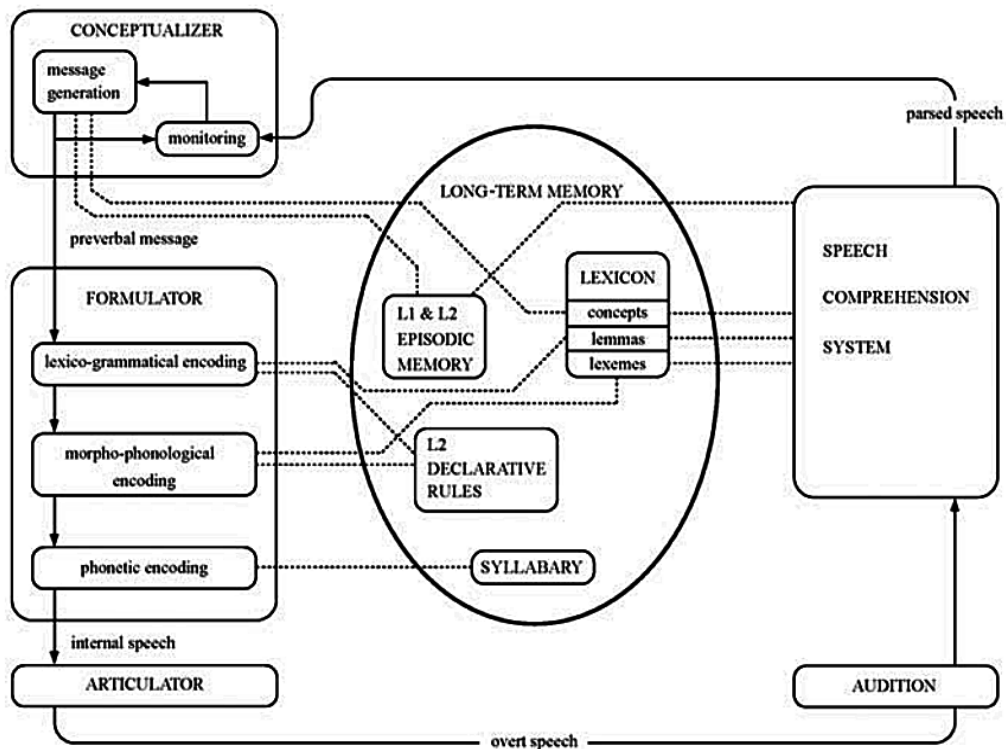 CONCEPTUALIZER
message
generation
monitoring
parsed speech
LONG-TERM MEMORY
preverbal message
SPEECH
COMPREHENSION
SYSTEM
FORMULATOR
LEXICON
concepts
lemmas
lexemes
L1 & L2
EPISODIC
MEMORY
lexico-grammatical encoding
morpho-phonological
encoding
L2
DECLARATIVE
RULES
phonetic encoding
SYLLABARY
internal speech
ARTICULATOR
AUDITION
overt speech